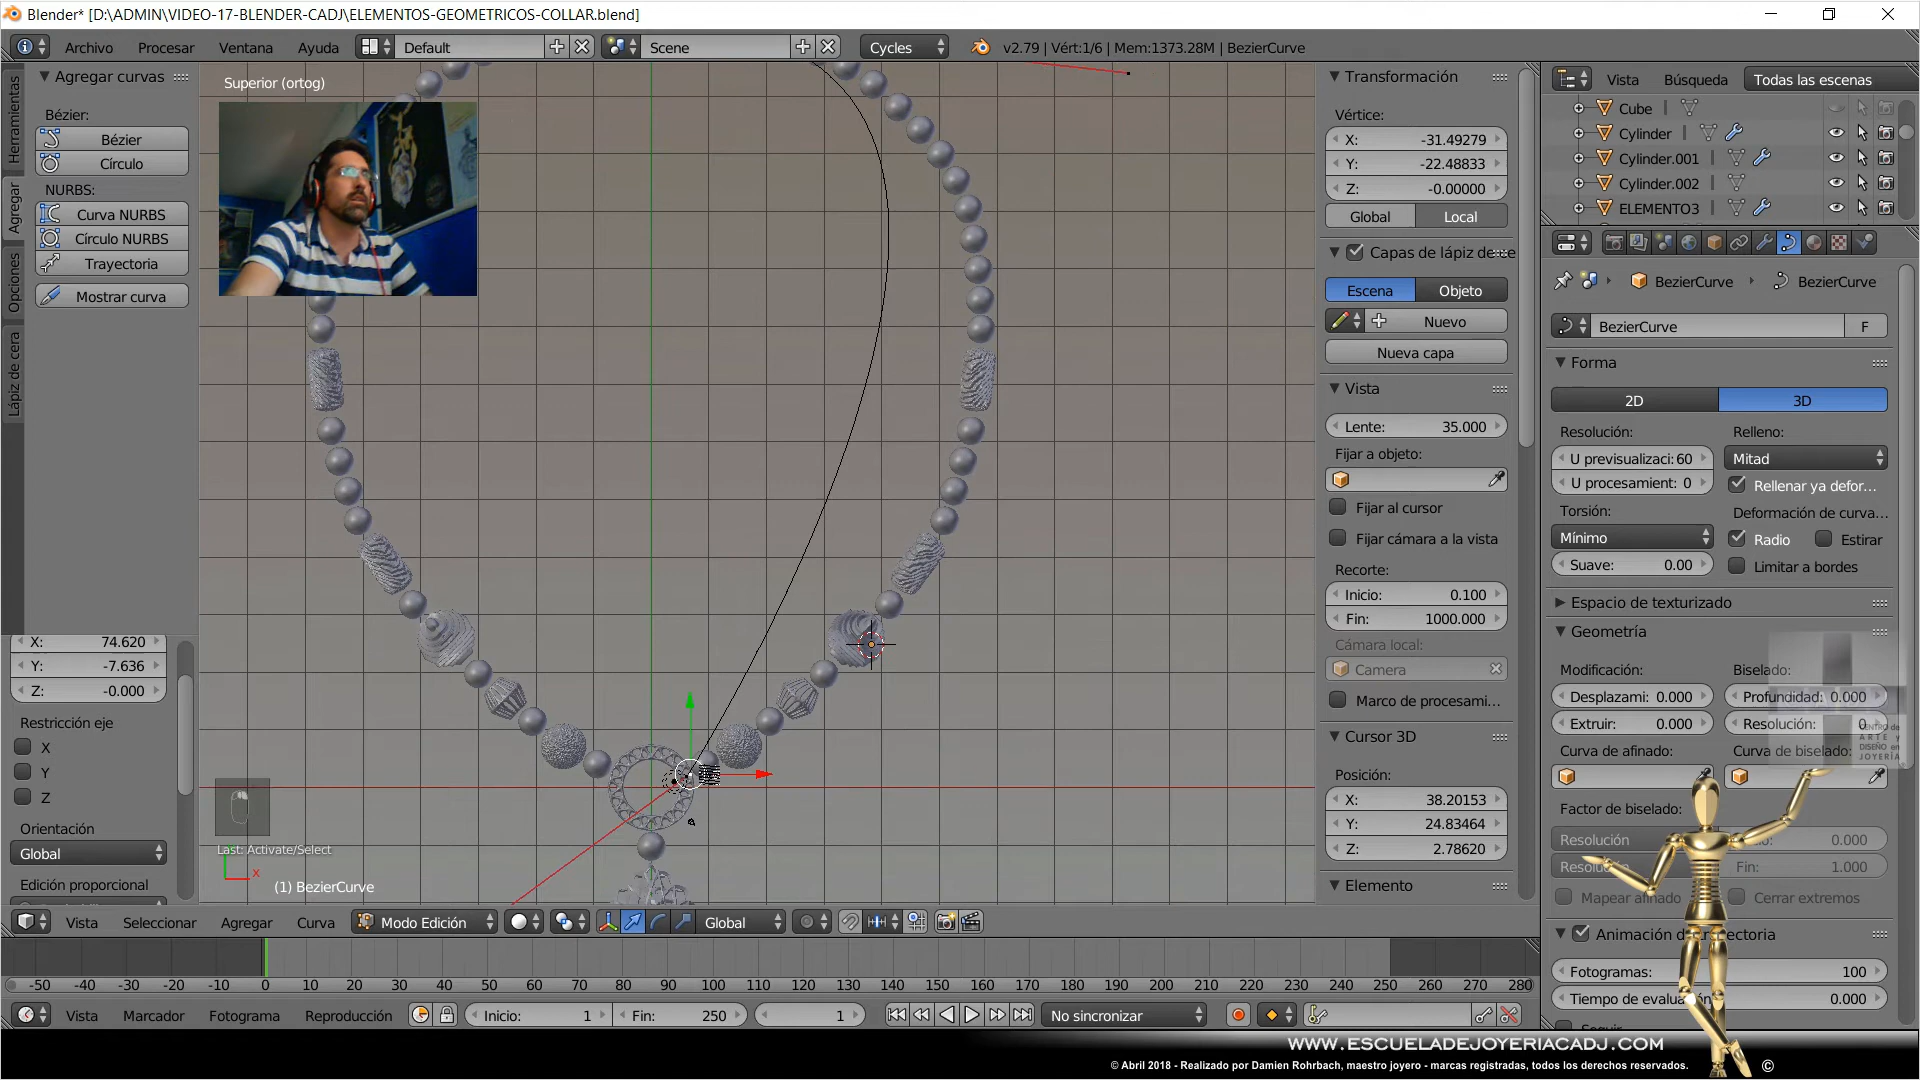 Blender* [D:\ADMIN\VIDEO-17-BLENDER-CADJ\ELEMENTOS-GEOMETRICOS-COLLAR.blend]
Archivo Procesar Ventana Ayuda Default Scene Cycles v2.79 | Vért:1/6 | Mem:1373.28M | BezierCurve
Agregar curvas
Bézier:
Bézier
Círculo
NURBS:
Curva NURBS
Círculo NURBS
Trayectoria
Mostrar curva
Herramientas
Agregar
Opciones
Lápiz de cera
X: 74.620
Y: -7.636
Z: -0.000
Restricción eje
X
Y
Z
Orientación
Global
Edición proporcional
Superior (ortog)
Last: Activate/Select
x
(1) BezierCurve
Transformación
Vértice:
X: -31.49279
Y: -22.48833
Z: -0.00000
Global Local
Capas de lápiz de
Escena Objeto
Nuevo
Nueva capa
Vista
Lente: 35.000
Fijar a objeto:
Fijar al cursor
Fijar cámara a la vista
Recorte:
Inicio: 0.100
Fin: 1000.000
Cámara local:
Camera
Marco de procesami...
Cursor 3D
Posición:
X: 38.20153
Y: 24.83464
Z: 2.78620
Elemento
Vista Búsqueda Todas las escenas
Cube
Cylinder
Cylinder.001
Cylinder.002
ELEMENTO3
BezierCurve BezierCurve
BezierCurve F
Forma
2D 3D
Resolución: Relleno:
U previsualizaci: 60 Mitad
U procesamient: 0 Rellenar ya defor...
Torsión: Deformación de curva...
Mínimo Radio Estirar
Suave: 0.00 Limitar a bordes
Espacio de texturizado
Geometría
Modificación: Biselado:
Desplazami: 0.000 Profundidad: 0.000
Extruir: 0.000 Resolución: 0
CENTRO de
ARTE y
DISEÑO en
JOYERÍA
Curva de afinado: Curva de biselado:
Factor de biselado:
Resolución 0.000
Fin: 1.000
Mapear afinado Cerrar extremos
Animación d
Fotogramas: 100
Tiempo de evalua 0.000
Vista Seleccionar Agregar Curva Modo Edición Global
-50 -40 -30 -20 -10 0 10 20 30 40 50 60 70 80 90 100 110 120 130 140 150 160 170 180 190 200 210 220 230 240 250 260 270 280
Vista Marcador Fotograma Reproducción Inicio: 1 Fin: 250 1 No sincronizar
WWW.ESCUELADEJOYERIACADJ.COM
© Abril 2018 - Realizado por Damien Rohrbach, maestro joyero - marcas registradas, todos los derechos reservados. ©